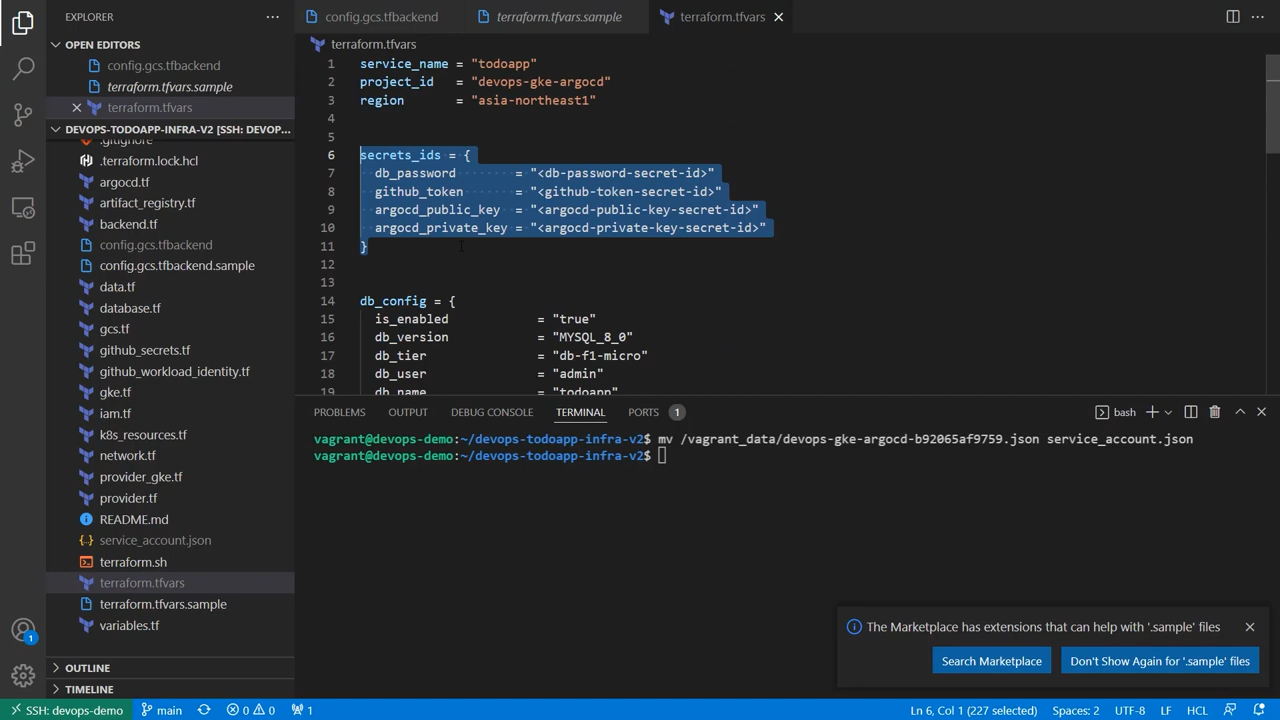 EXPLORER
OPEN EDITORS
config.gcs.tfbackend
terraform.tfvars.sample
terraform.tfvars
DEVOPS-TODOAPP-INFRA-V2 [SSH: DEVOP...
.gitignore
.terraform.lock.hcl
argocd.tf
artifact_registry.tf
backend.tf
config.gcs.tfbackend
config.gcs.tfbackend.sample
data.tf
database.tf
gcs.tf
github_secrets.tf
github_workload_identity.tf
gke.tf
iam.tf
k8s_resources.tf
network.tf
provider_gke.tf
provider.tf
README.md
service_account.json
terraform.sh
terraform.tfvars
terraform.tfvars.sample
variables.tf
OUTLINE
TIMELINE
config.gcs.tfbackend
terraform.tfvars.sample
terraform.tfvars
terraform.tfvars
1 service_name = "todoapp"
2 project_id   = "devops-gke-argocd"
3 region       = "asia-northeast1"
4
5
6 secrets_ids = {
7   db_password        = "<db-password-secret-id>"
8   github_token       = "<github-token-secret-id>"
9   argocd_public_key  = "<argocd-public-key-secret-id>"
10   argocd_private_key = "<argocd-private-key-secret-id>"
11 }
12
13
14 db_config = {
15   is_enabled            = "true"
16   db_version            = "MYSQL_8_0"
17   db_tier               = "db-f1-micro"
18   db_user               = "admin"
19   db_name               = "todoapp"
PROBLEMS OUTPUT DEBUG CONSOLE TERMINAL PORTS 1
bash
vagrant@devops-demo:~/devops-todoapp-infra-v2$ mv /vagrant_data/devops-gke-argocd-b92065af9759.json service_account.json
vagrant@devops-demo:~/devops-todoapp-infra-v2$
The Marketplace has extensions that can help with '.sample' files
Search Marketplace
Don't Show Again for '.sample' files
1
SSH: devops-demo main 0 0 1 Ln 6, Col 1 (227 selected) Spaces: 2 UTF-8 LF HCL